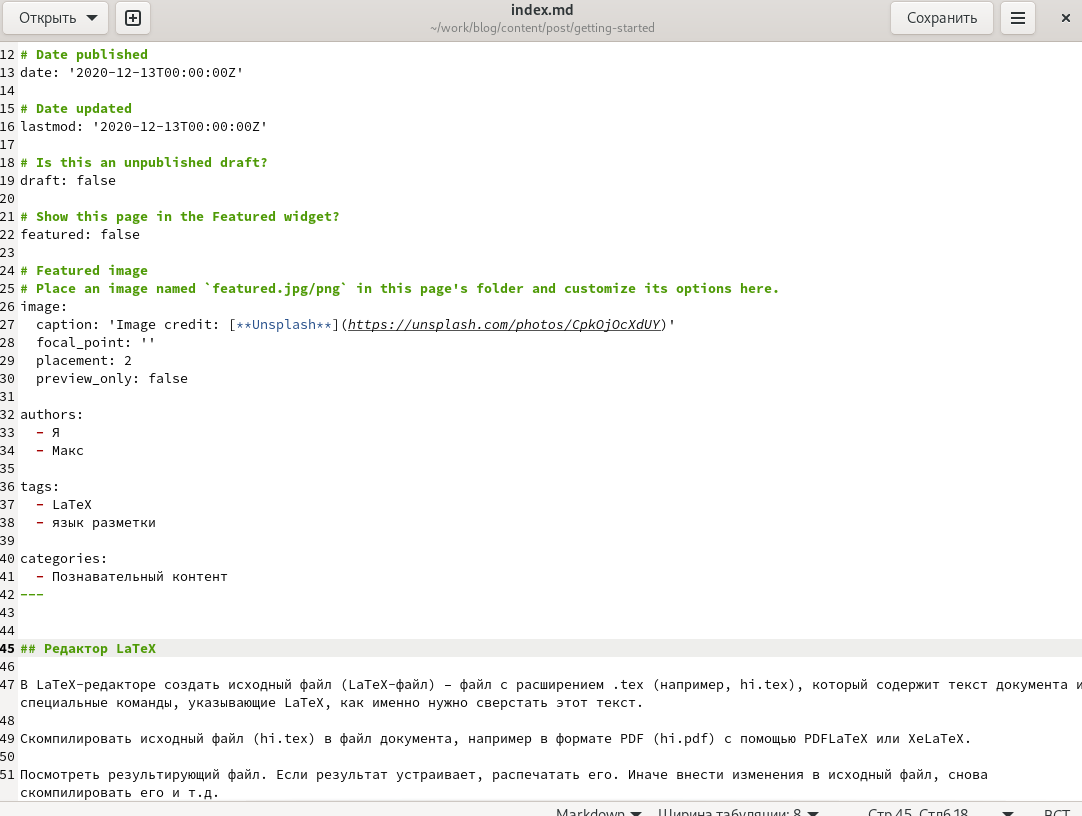 Открыть
index.md
~/work/blog/content/post/getting-started
Сохранить
12 # Date published
13 date: '2020-12-13T00:00:00Z'
14
15 # Date updated
16 lastmod: '2020-12-13T00:00:00Z'
17
18 # Is this an unpublished draft?
19 draft: false
20
21 # Show this page in the Featured widget?
22 featured: false
23
24 # Featured image
25 # Place an image named `featured.jpg/png` in this page's folder and customize its options here.
26 image:
27   caption: 'Image credit: [**Unsplash**](https://unsplash.com/photos/CpkOjOcXdUY)'
28   focal_point: ''
29   placement: 2
30   preview_only: false
31
32 authors:
33   - Я
34   - Макс
35
36 tags:
37   - LaTeX
38   - язык разметки
39
40 categories:
41   - Познавательный контент
42 ---
43
44
45 ## Редактор LaTeX
46
47 В LaTeX-редакторе создать исходный файл (LaTeX-файл) – файл с расширением .tex (например, hi.tex), который содержит текст документа и
специальные команды, указывающие LaTeX, как именно нужно сверстать этот текст.
48
49 Скомпилировать исходный файл (hi.tex) в файл документа, например в формате PDF (hi.pdf) с помощью PDFLaTeX или XeLaTeX.
50
51 Посмотреть результирующий файл. Если результат устраивает, распечатать его. Иначе внести изменения в исходный файл, снова
скомпилировать его и т.д.
Markdown Ширина табуляции: 8 Стр 45, Стлб 18 ВСТ